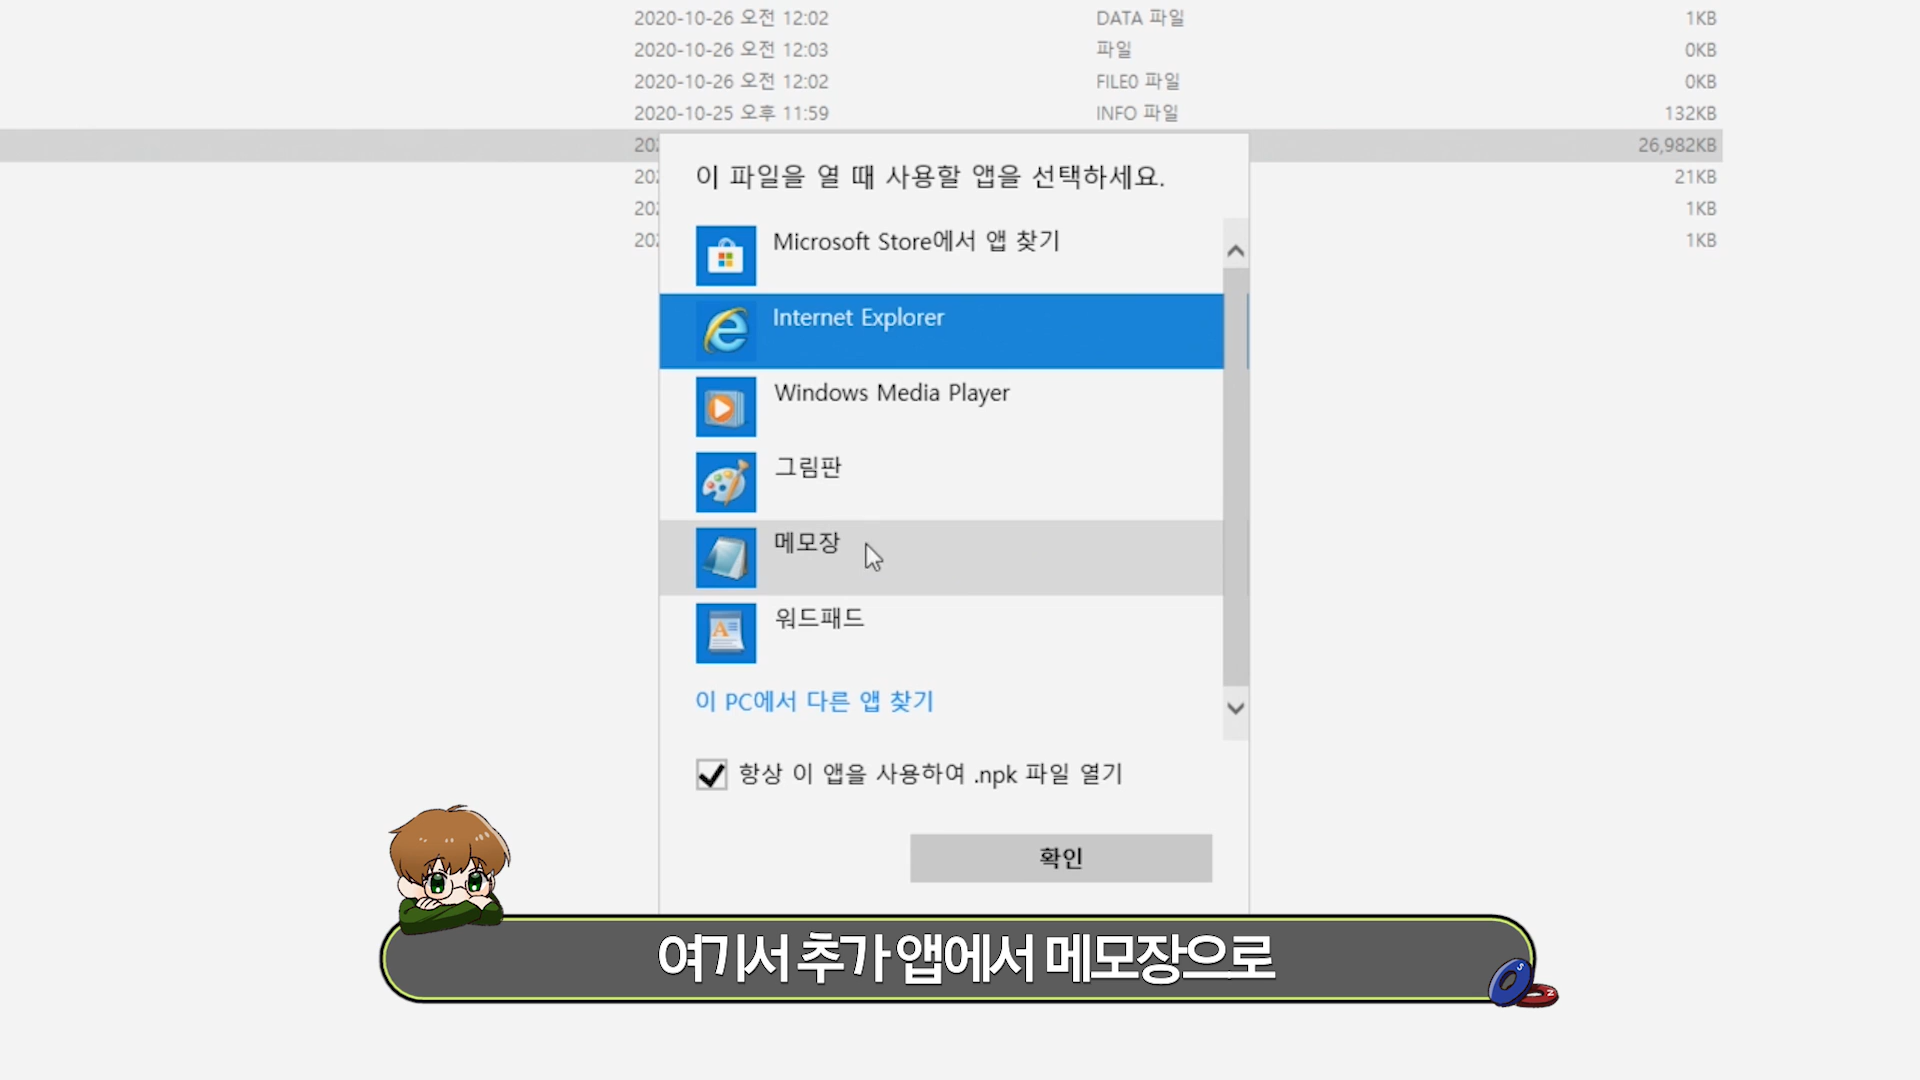 2020-10-26 오전 12:02 DATA 파일 1KB
2020-10-26 오전 12:03 파일 0KB
2020-10-26 오전 12:02 FILE0 파일 0KB
2020-10-25 오후 11:59 INFO 파일 132KB
26,982KB
21KB
1KB
1KB
이 파일을 열 때 사용할 앱을 선택하세요.
Microsoft Store에서 앱 찾기
Internet Explorer
Windows Media Player
그림판
메모장
워드패드
이 PC에서 다른 앱 찾기
항상 이 앱을 사용하여 .npk 파일 열기
확인
여기서 추가 앱에서 메모장으로